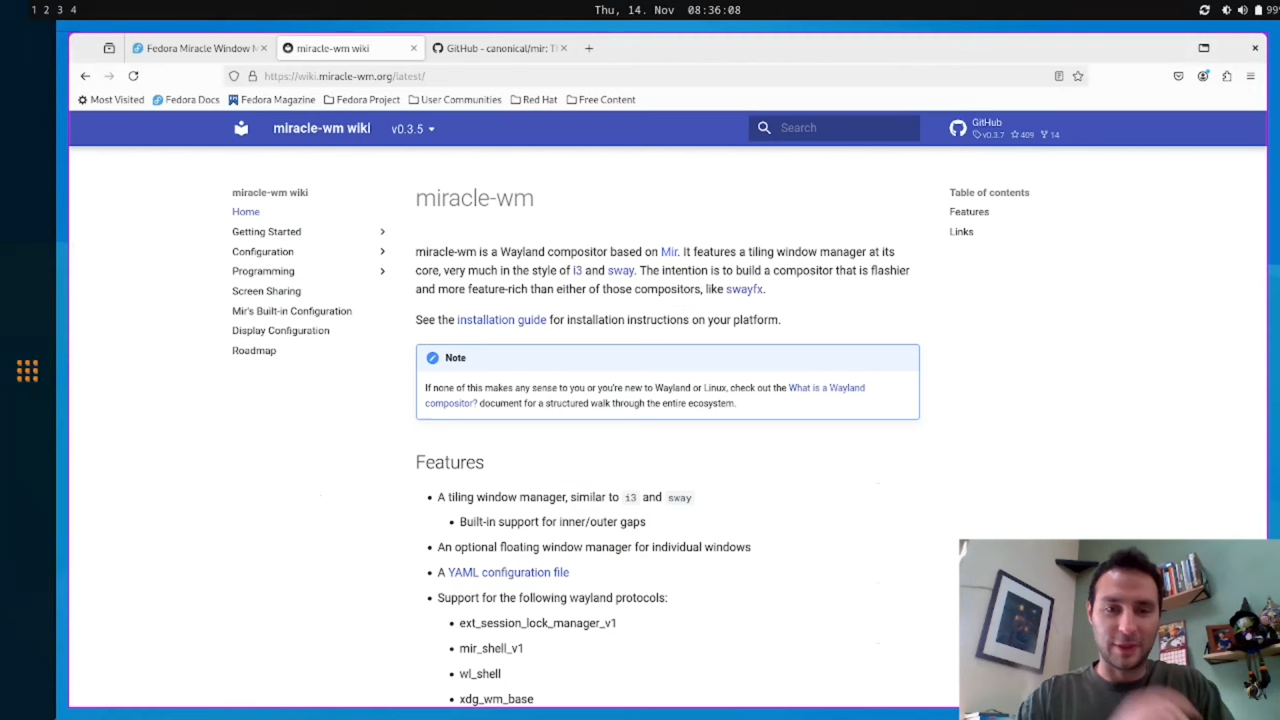 1 2 3 4
Thu, 14. Nov 08:36:08
99
Fedora Miracle Window M
miracle-wm wiki
GitHub - canonical/mir: Th
https://wiki.miracle-wm.org/latest/
Most Visited
Fedora Docs
Fedora Magazine
Fedora Project
User Communities
Red Hat
Free Content
miracle-wm wiki
v0.3.5
Search
GitHub
v0.3.7 409 14
miracle-wm wiki
Home
Getting Started
Configuration
Programming
Screen Sharing
Mir's Built-in Configuration
Display Configuration
Roadmap
miracle-wm
miracle-wm is a Wayland compositor based on Mir. It features a tiling window manager at its
core, very much in the style of i3 and sway. The intention is to build a compositor that is flashier
and more feature-rich than either of those compositors, like swayfx.
See the installation guide for installation instructions on your platform.
Note
If none of this makes any sense to you or you're new to Wayland or Linux, check out the What is a Wayland
compositor? document for a structured walk through the entire ecosystem.
Features
• A tiling window manager, similar to i3 and sway
• Built-in support for inner/outer gaps
• An optional floating window manager for individual windows
• A YAML configuration file
• Support for the following wayland protocols:
• ext_session_lock_manager_v1
• mir_shell_v1
• wl_shell
• xdg_wm_base
Table of contents
Features
Links